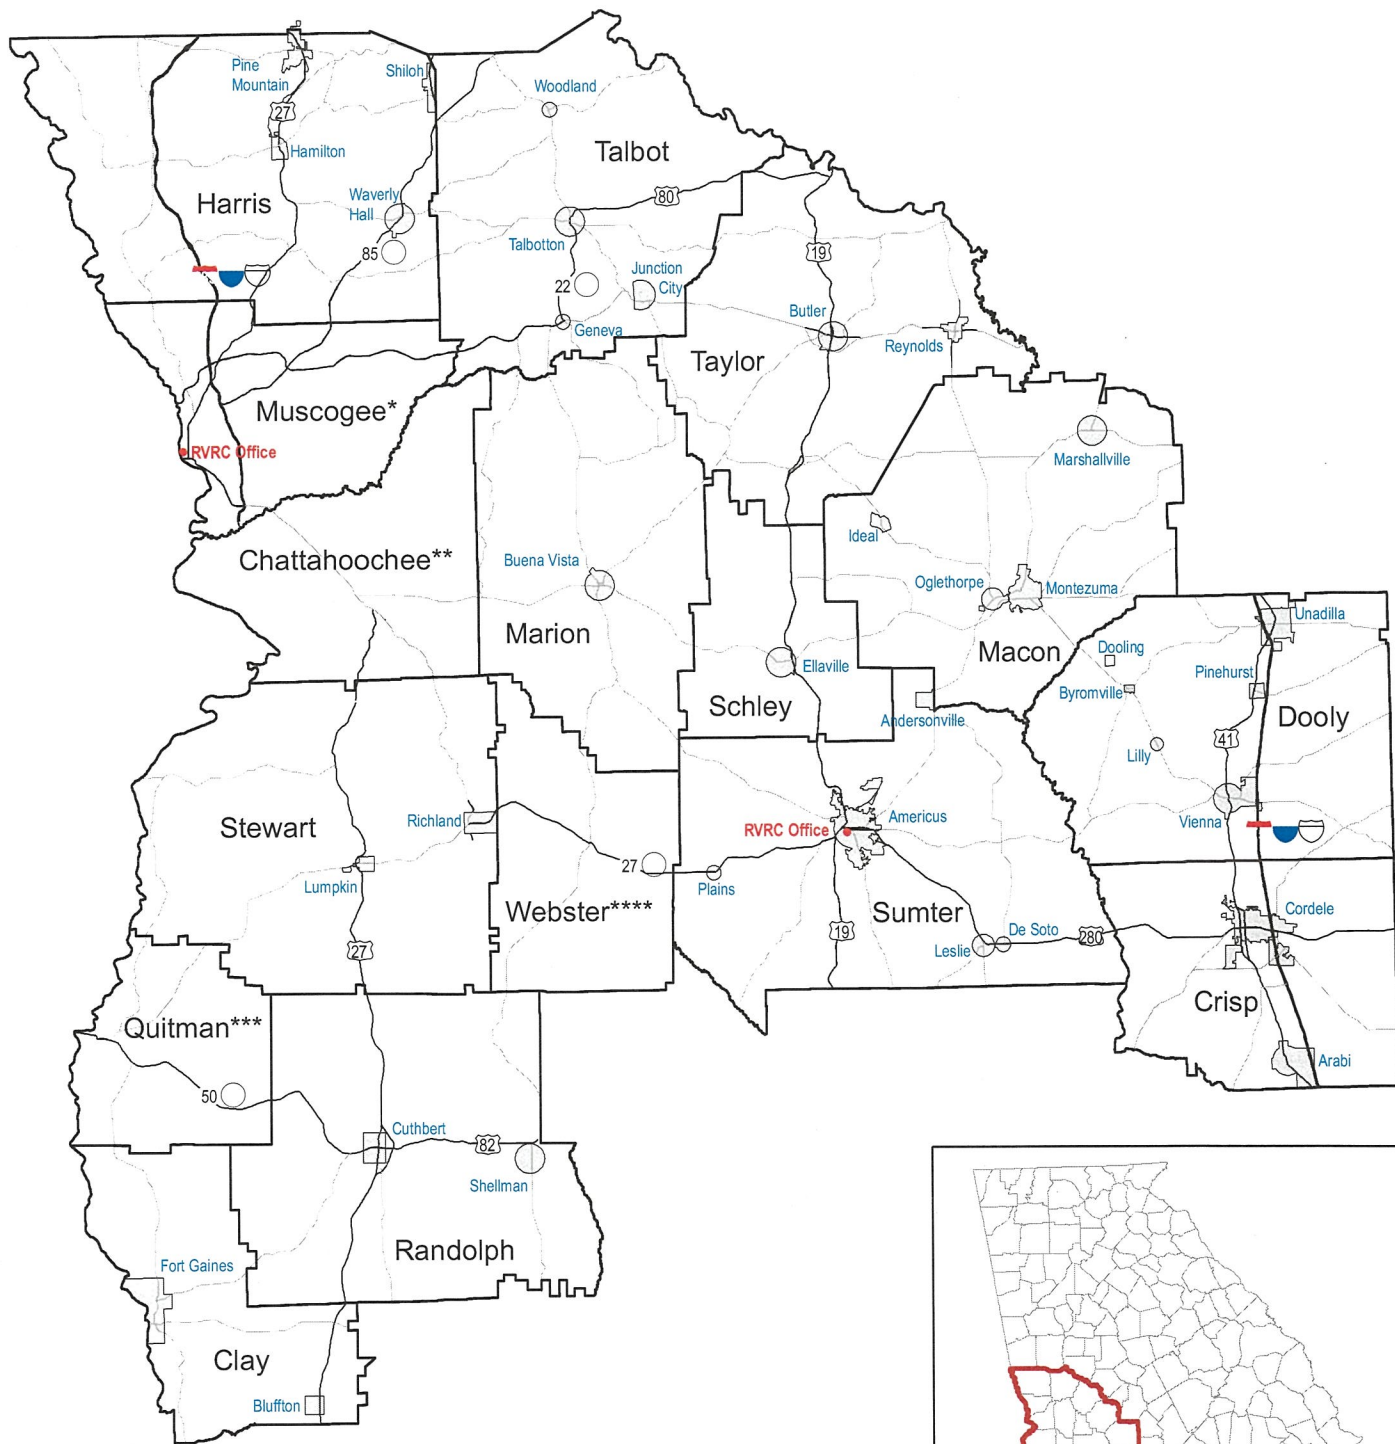 Pine
Mountain
Shiloh
27
Woodland
Hamilton
Talbot
Harris
Waverly
Hall
80
85
Talbotton
19
22
Junction
City
Geneva
Butler
Reynolds
Taylor
Muscogee*
RVRC Office
Marshallville
Ideal
Chattahoochee**
Buena Vista
Oglethorpe
Montezuma
Marion
Unadilla
Macon
Dooling
Ellaville
Pinehurst
Byromville
Schley
Andersonville
Dooly
41
Lilly
Stewart
Richland
RVRC Office
Americus
Vienna
27
Lumpkin
Plains
Webster****
Sumter
Cordele
19
De Soto
280
Leslie
27
Crisp
Quitman***
50
Arabi
Cuthbert
82
Shellman
Randolph
Fort Gaines
Clay
Bluffton